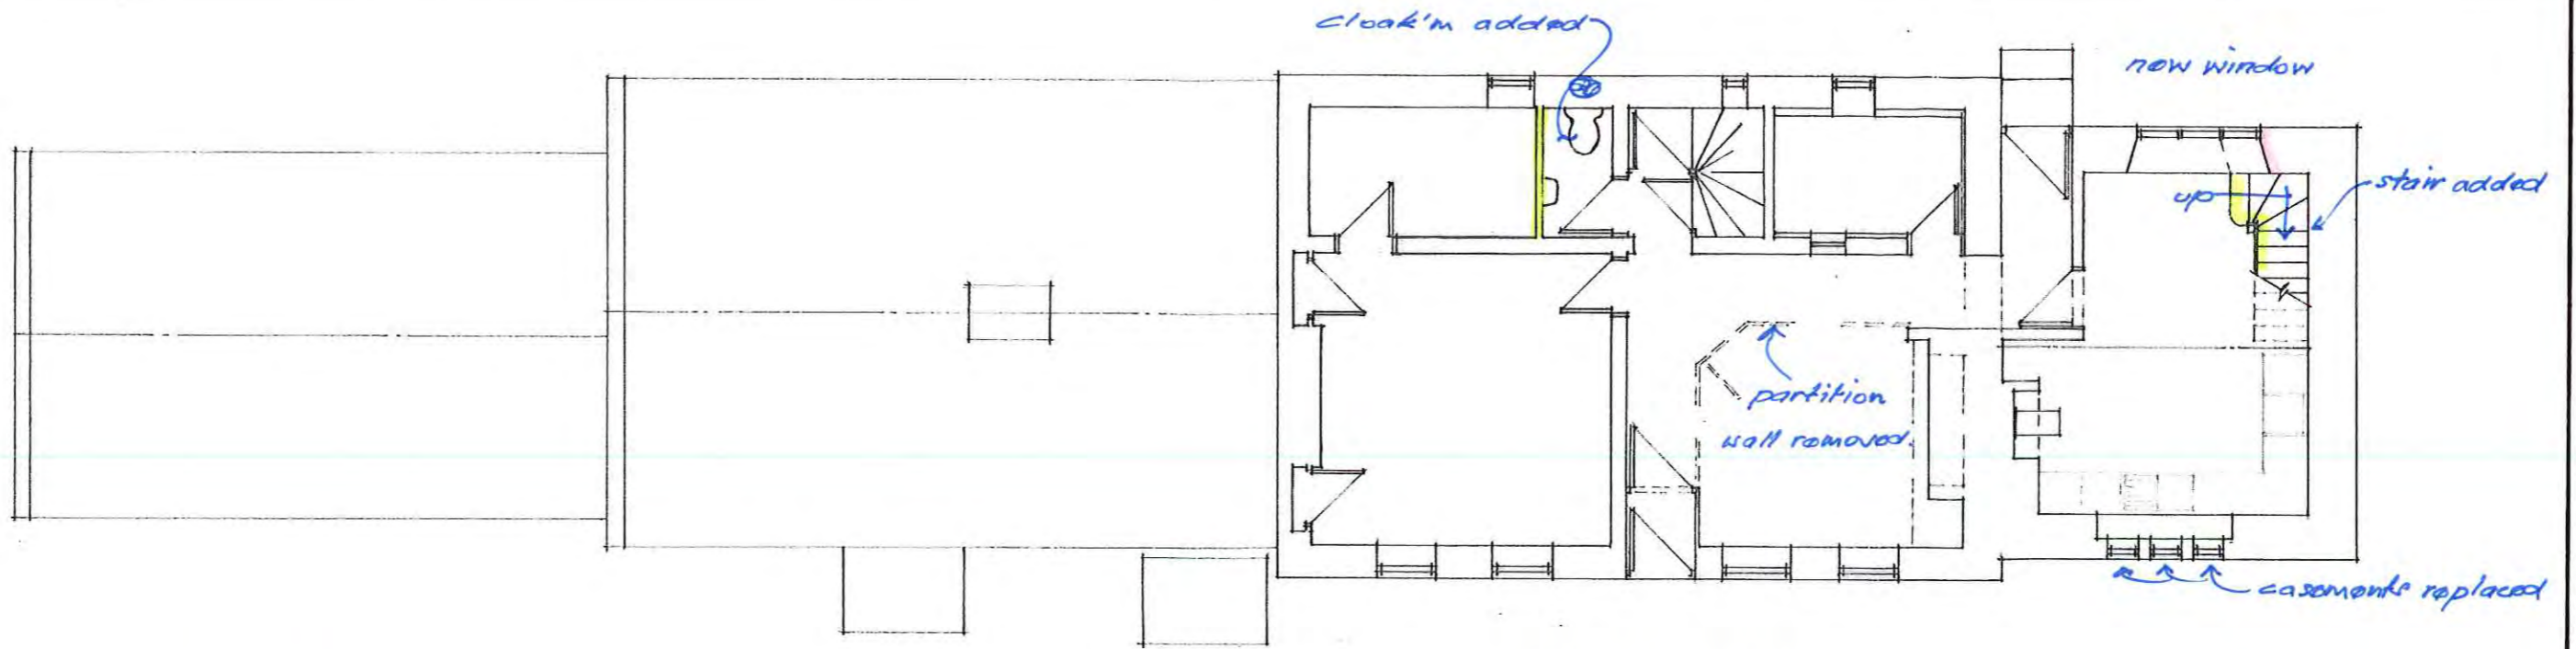 cloak'm added
new window
stair added
up
partition
wall removed.
casements replaced